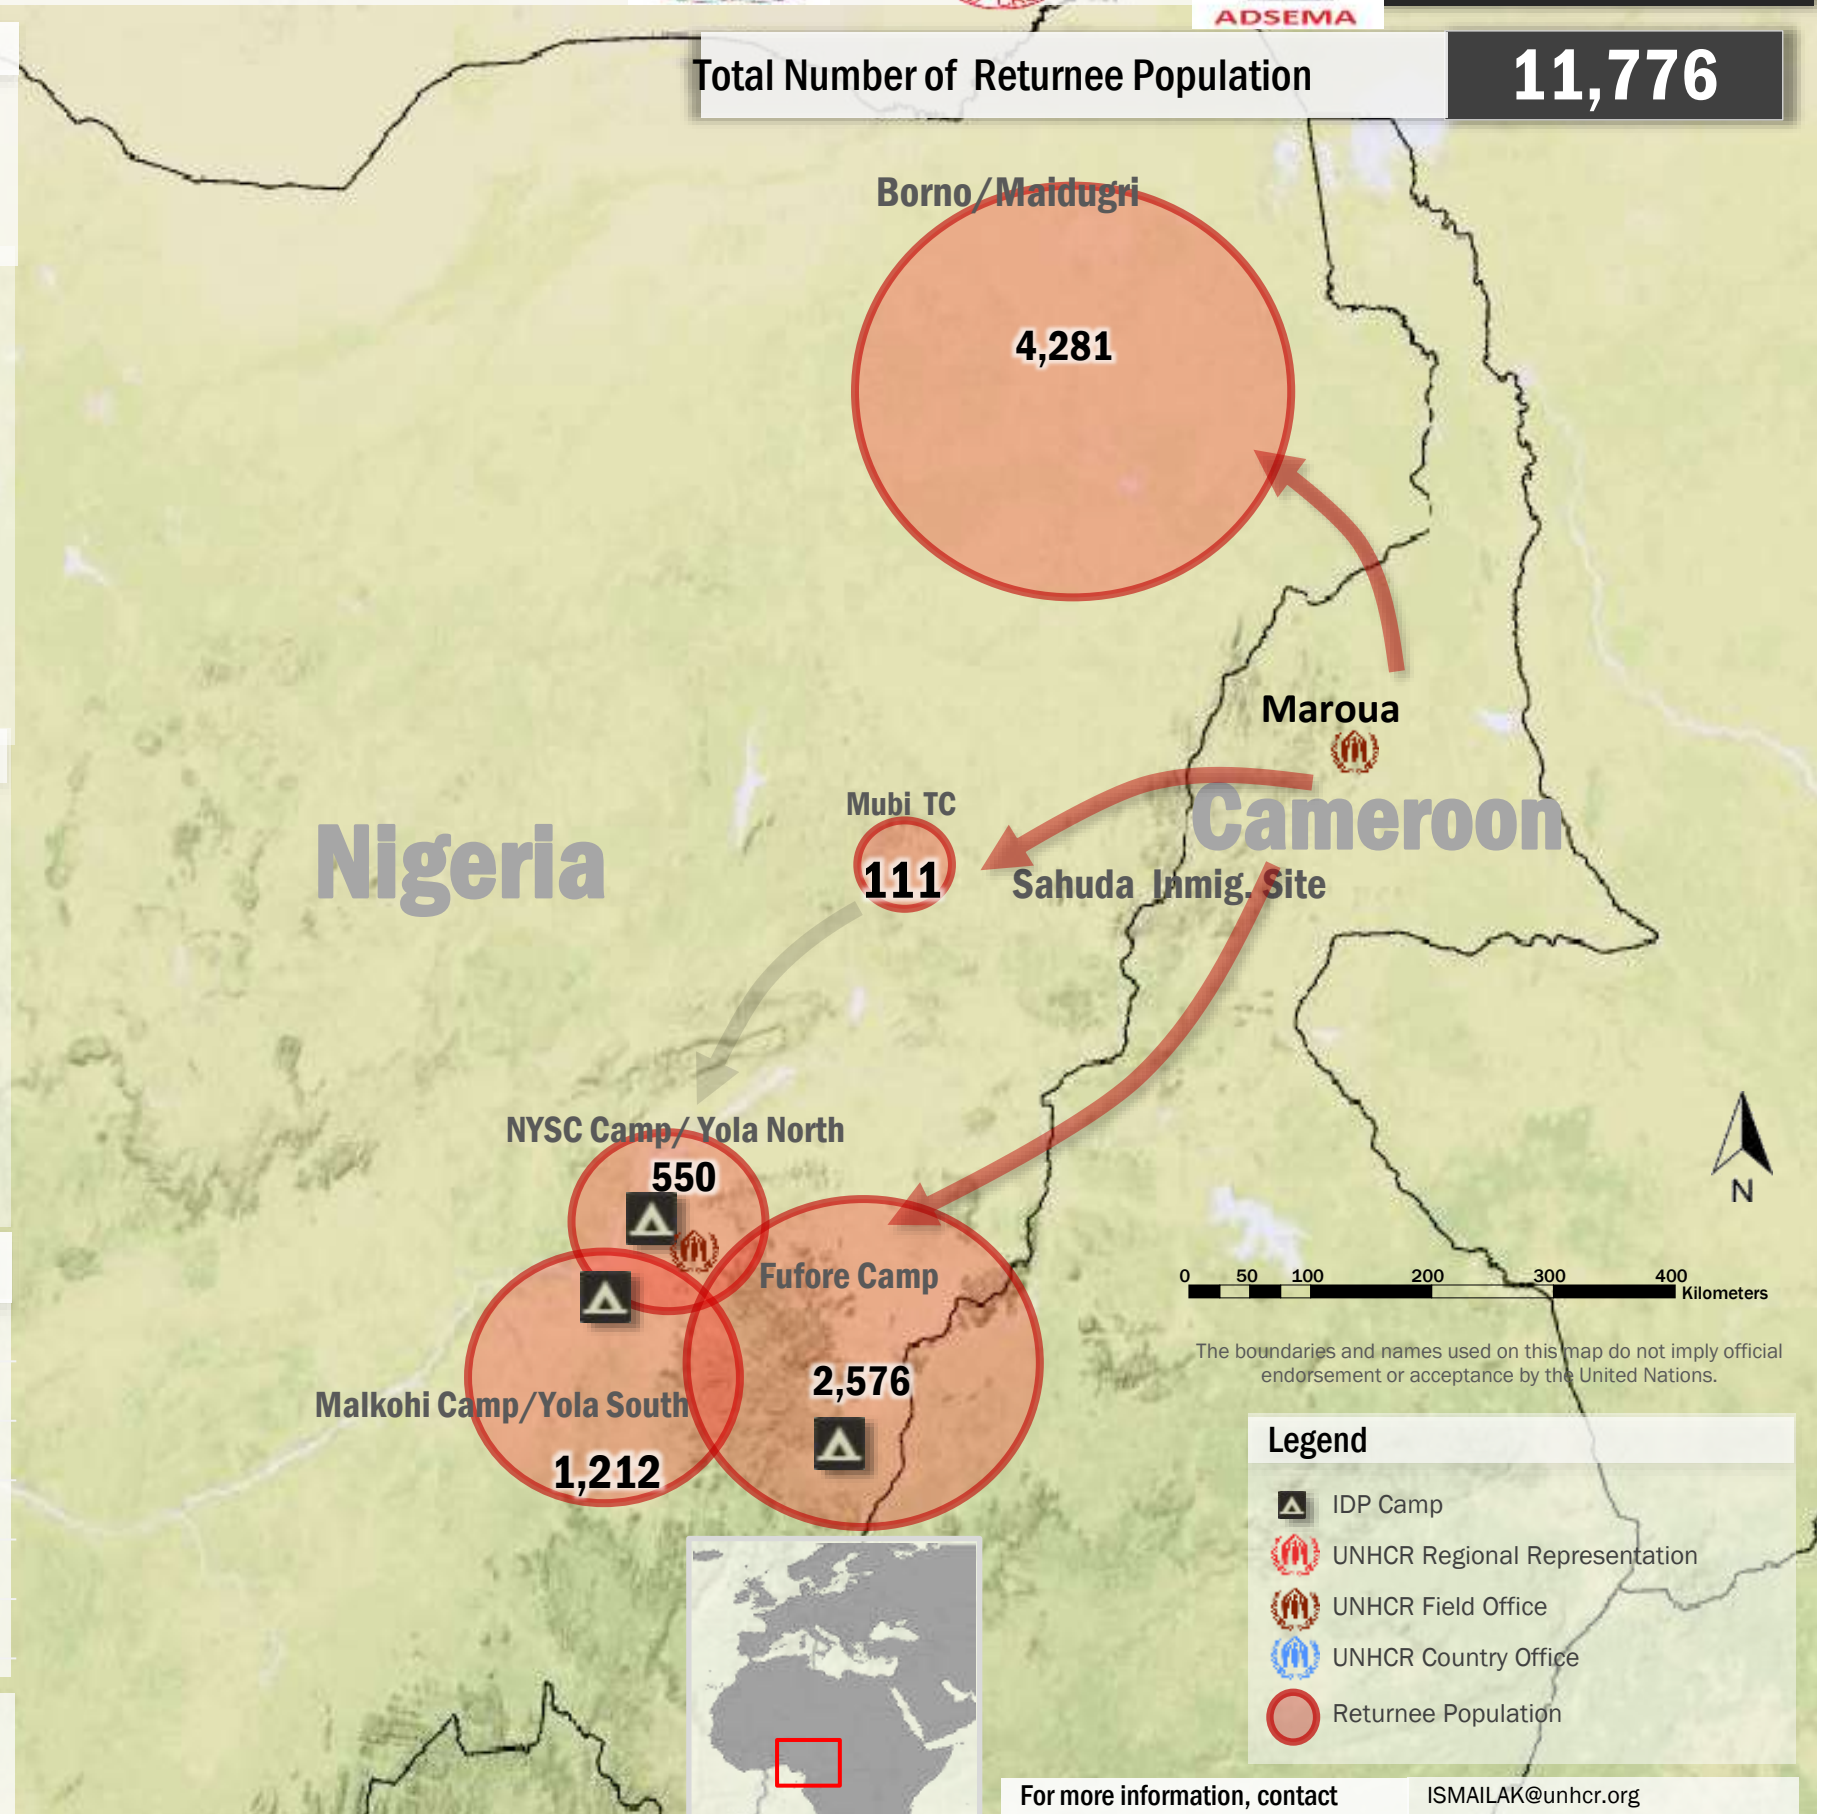 ADSEMA
Total Number of Returnee Population
11,776
Borno/Maidugri
4,281
Maroua
Mubi TC
Cameroon
Nigeria
111
Sahuda Inmig. Site
NYSC Camp/ Yola North
550
N
Fufore Camp
0 50 100 200 300 400
Kilometers
The boundaries and names used on this map do not imply official
endorsement or acceptance by the United Nations.
2,576
Malkohi Camp/Yola South
1,212
Legend
IDP Camp
UNHCR Regional Representation
UNHCR Field Office
UNHCR Country Office
Returnee Population
For more information, contact
ISMAILAK@unhcr.org